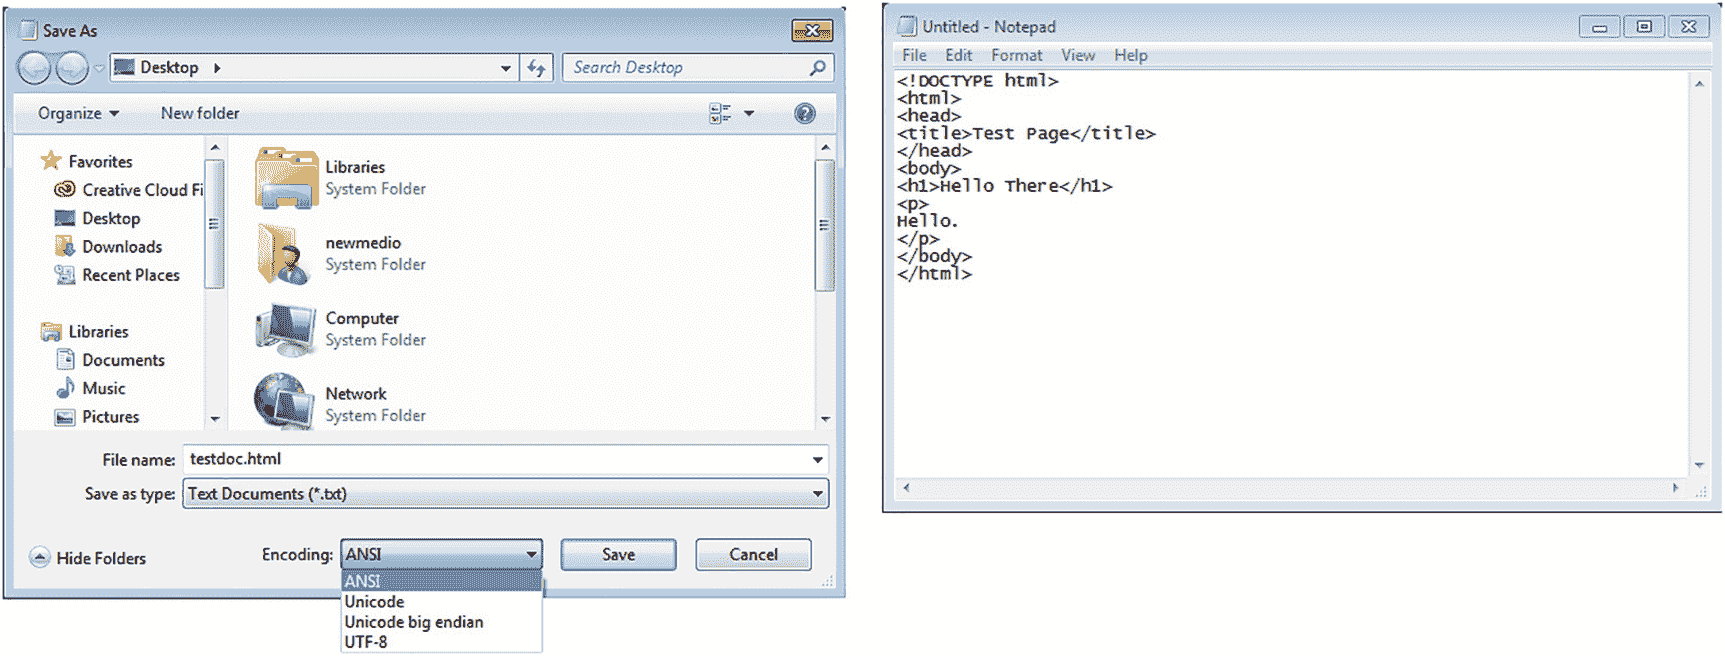 Save As
Desktop
Search Desktop
Organize
New folder
Favorites
Creative Cloud Fi
Desktop
Downloads
Recent Places
Libraries
Documents
Music
Pictures
Libraries
System Folder
newmedio
System Folder
Computer
System Folder
Network
System Folder
File name: testdoc.html
Save as type: Text Documents (*.txt)
Hide Folders
Encoding: ANSI
Save
Cancel
ANSI
Unicode
Unicode big endian
UTF-8
Untitled - Notepad
File Edit Format View Help
<!DOCTYPE html>
<html>
<head>
<title>Test Page</title>
</head>
<body>
<h1>Hello There</h1>
<p>
Hello.
</p>
</body>
</html>